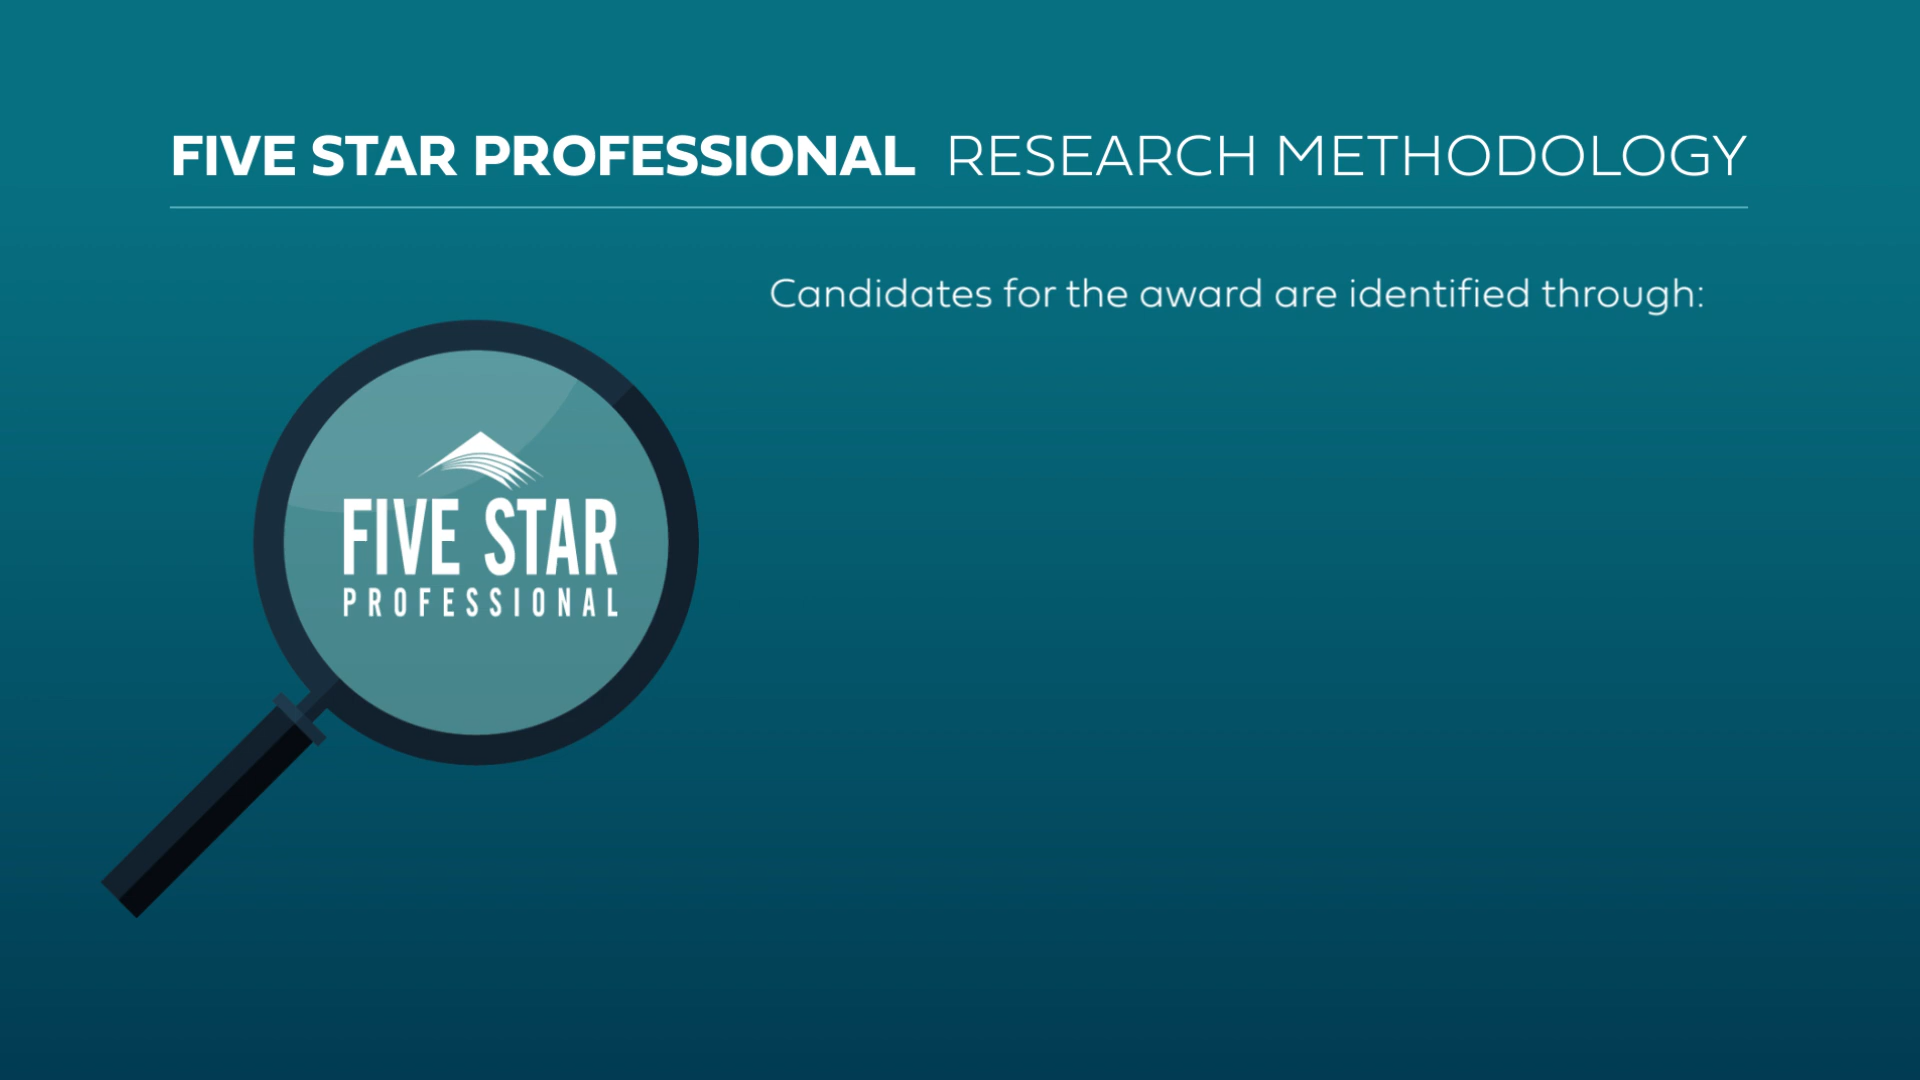 FIVE STAR PROFESSIONAL RESEARCH METHODOLOGY
Candidates for the award are identified through:
FIVE STAR
PROFESSIONAL